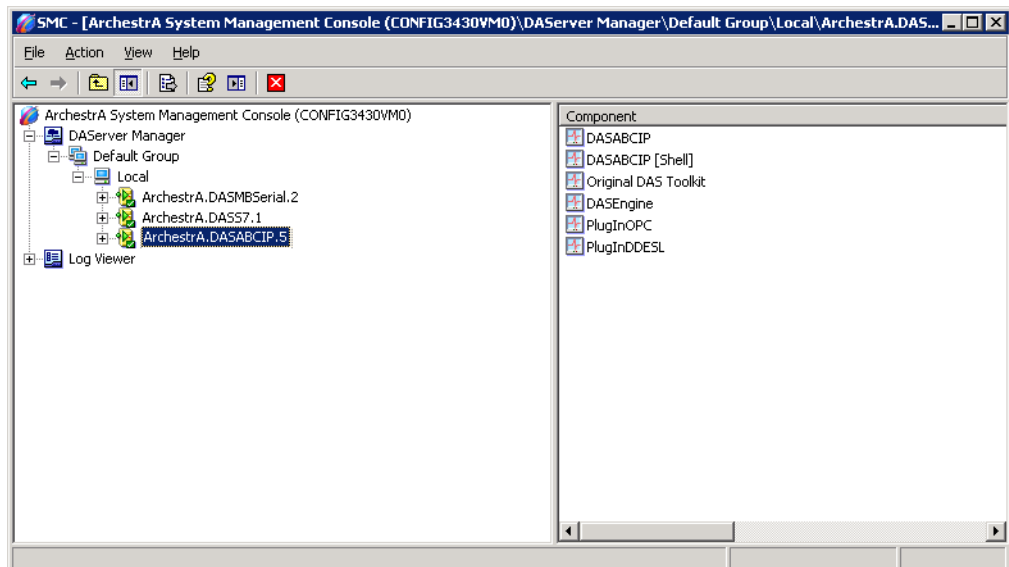 SMC - [ArchestrA System Management Console (CONFIG3430VM0)\DAServer Manager\Default Group\Local\ArchestrA.DAS...
File Action View Help
ArchestrA System Management Console (CONFIG3430VM0)
DAServer Manager
Default Group
Local
ArchestrA.DASMBSerial.2
ArchestrA.DASS7.1
ArchestrA.DASABCIP.5
Log Viewer
Component
DASABCIP
DASABCIP [Shell]
Original DAS Toolkit
DASEngine
PlugInOPC
PlugInDDESL